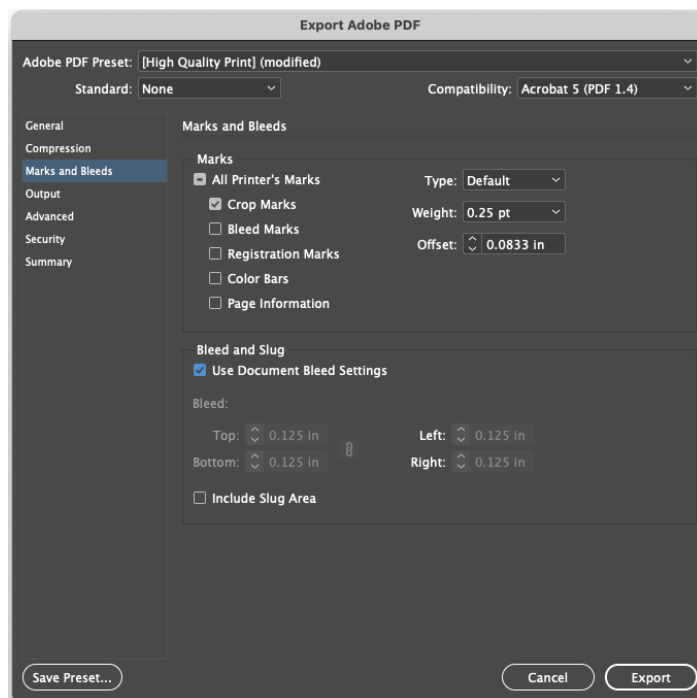 Export Adobe PDF
Adobe PDF Preset: [High Quality Print] (modified)
Standard: None Compatibility: Acrobat 5 (PDF 1.4)
General
Compression
Marks and Bleeds
Output
Advanced
Security
Summary
Marks and Bleeds
Marks
All Printer's Marks Type: Default
Crop Marks Weight: 0.25 pt
Bleed Marks Offset: 0.0833 in
Registration Marks
Color Bars
Page Information
Bleed and Slug
Use Document Bleed Settings
Bleed:
Top: 0.125 in Left: 0.125 in
Bottom: 0.125 in Right: 0.125 in
Include Slug Area
Save Preset... Cancel Export